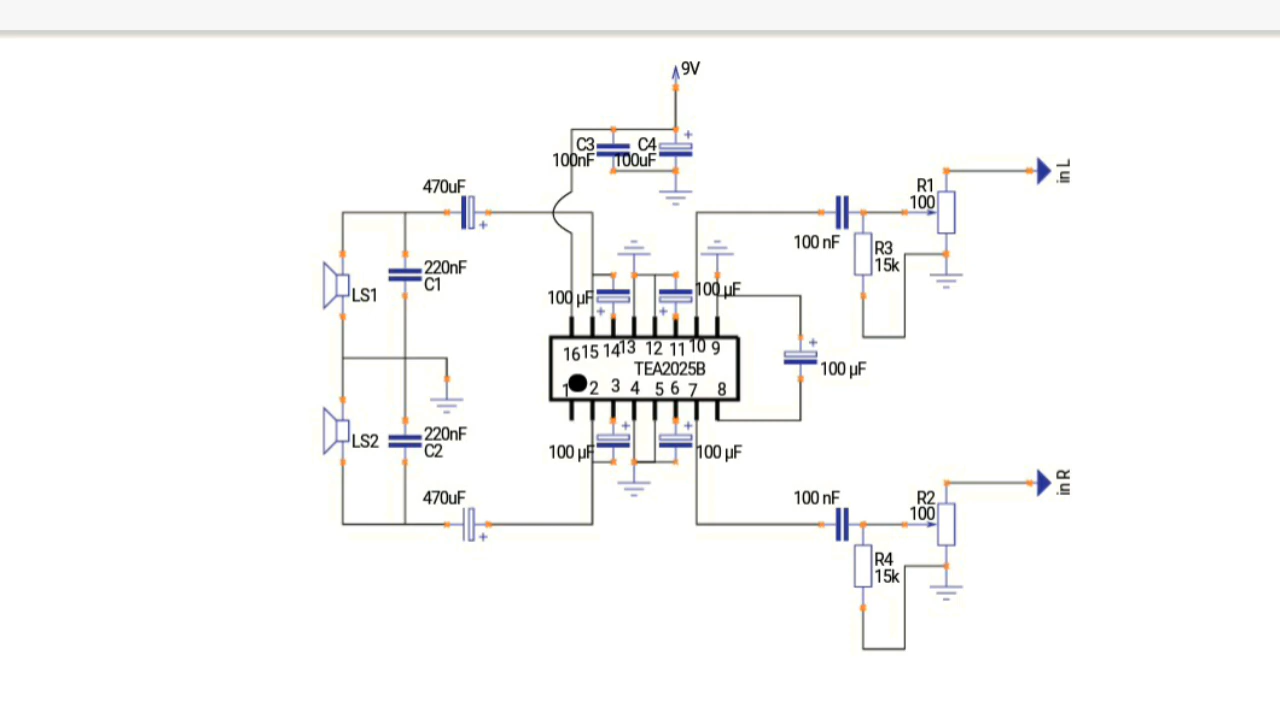 9V
C3
C4
100nF
100uF
in L
470uF
R1
100
100 nF
R3
15k
220nF
C1
LS1
100 µF
100 µF
16 15 14 13 12 11 10 9
TEA2025B
100 µF
1 2 3 4 5 6 7 8
220nF
C2
LS2
100 µF
100 µF
in R
470uF
100 nF
R2
100
R4
15k